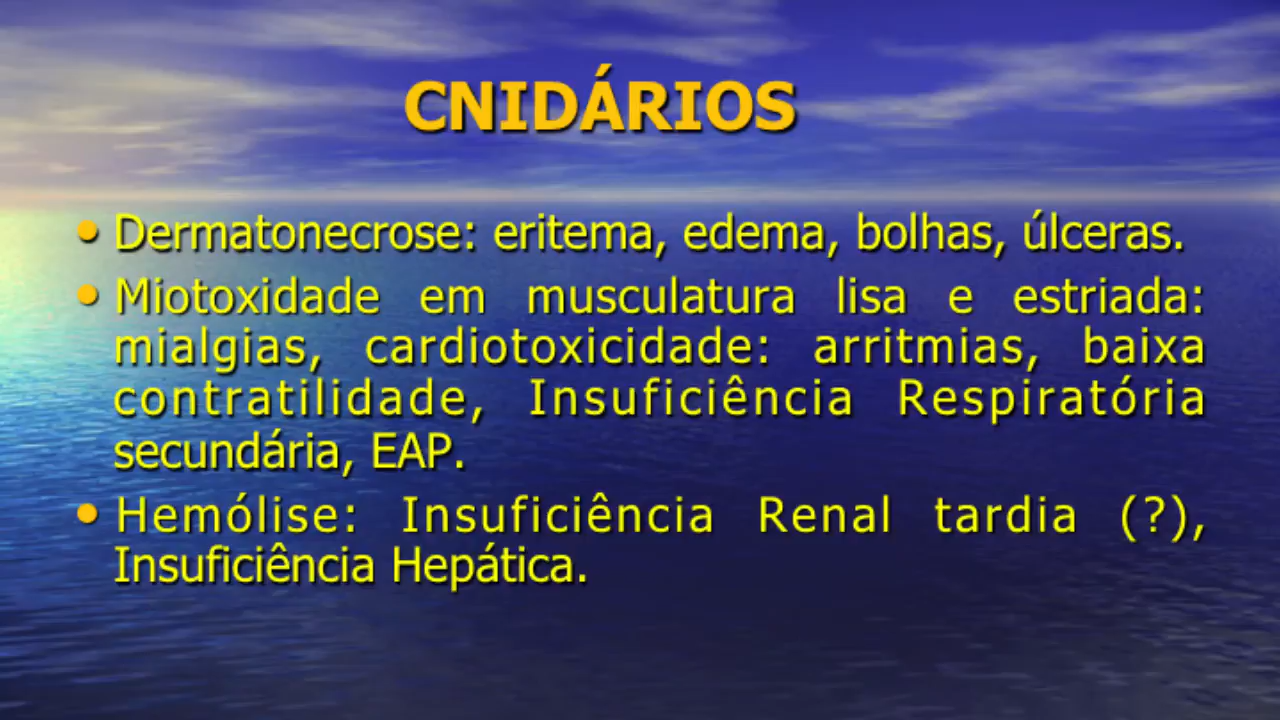 CNIDÁRIOS
• Dermatonecrose: eritema, edema, bolhas, úlceras.
• Miotoxidade em musculatura lisa e estriada:
mialgias, cardiotoxicidade: arritmias, baixa
contratilidade, Insuficiência Respiratória
secundária, EAP.
• Hemólise: Insuficiência Renal tardia (?),
Insuficiência Hepática.